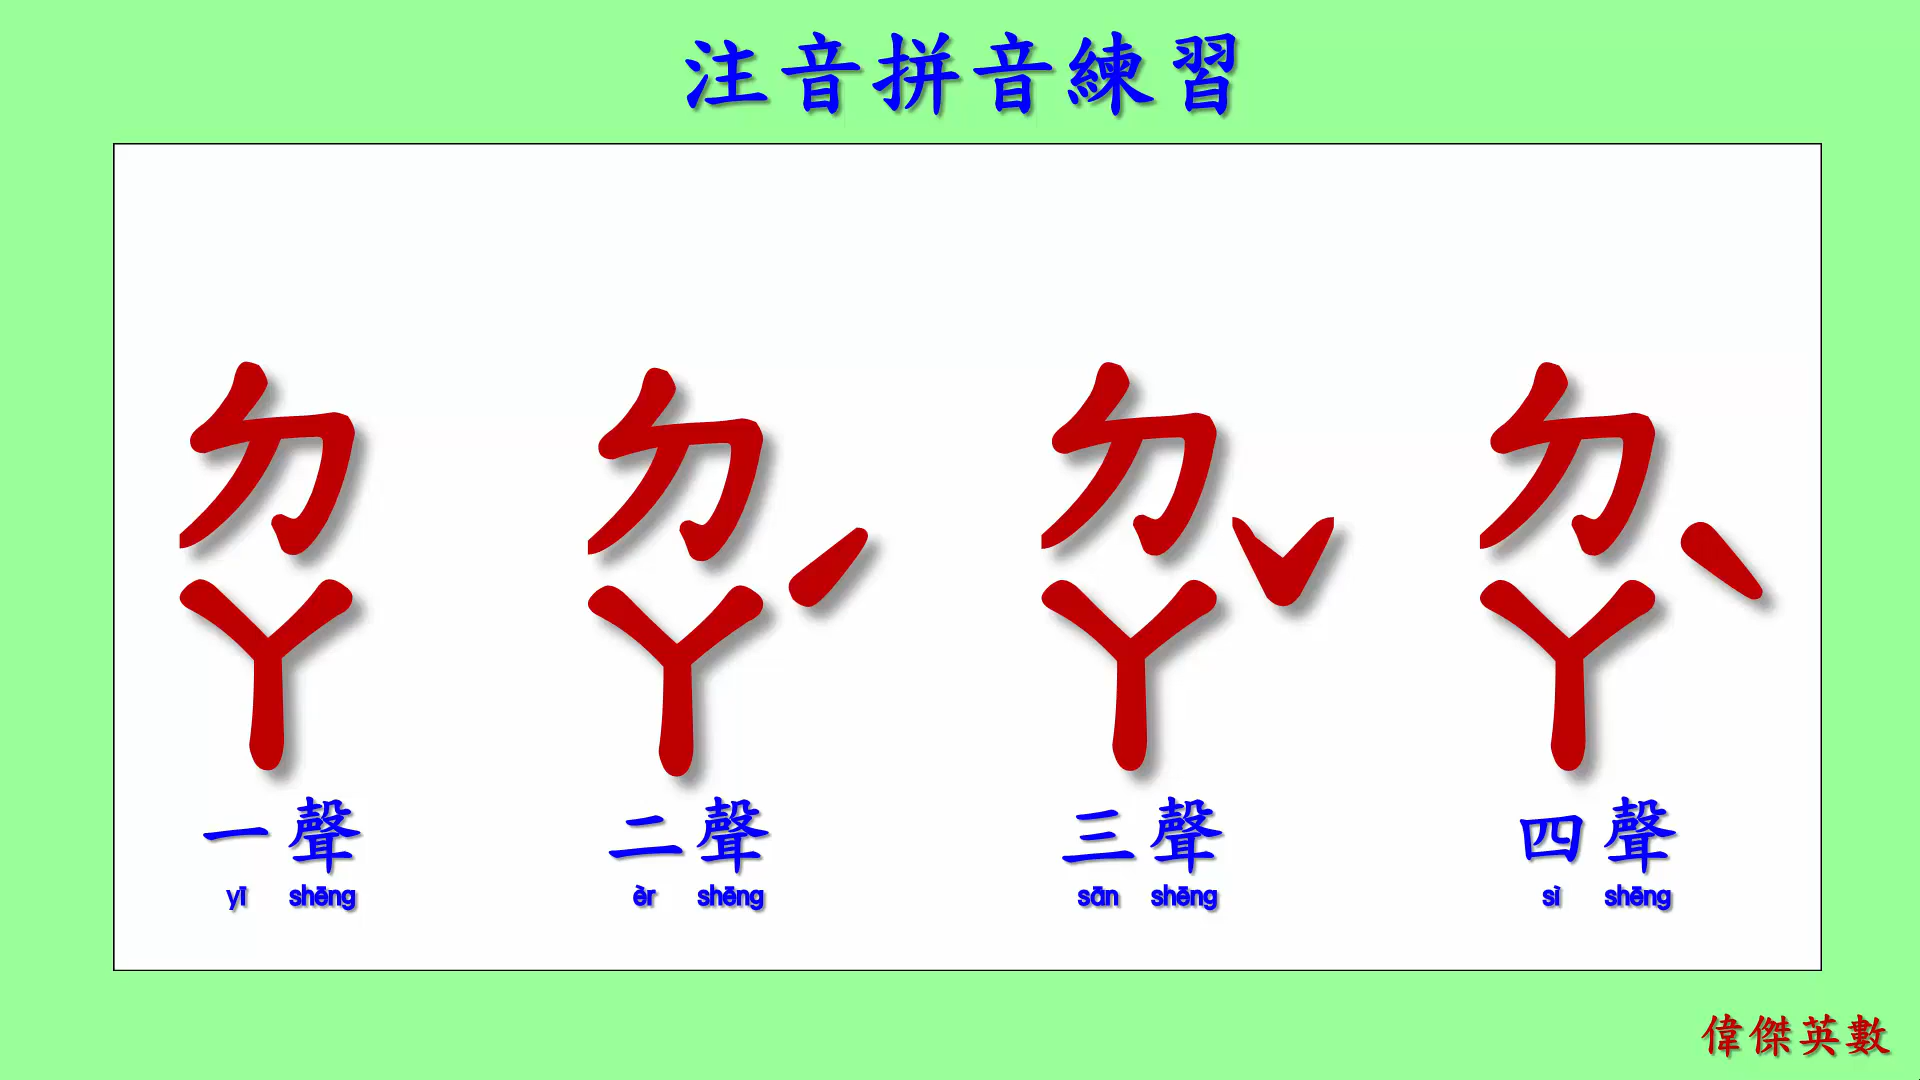 注音拼音練習
ㄉㄚ ㄉㄚˊ ㄉㄚˇ ㄉㄚˋ
一聲 二聲 三聲 四聲
yī shēng èr shēng sān shēng sì shēng
偉傑英數